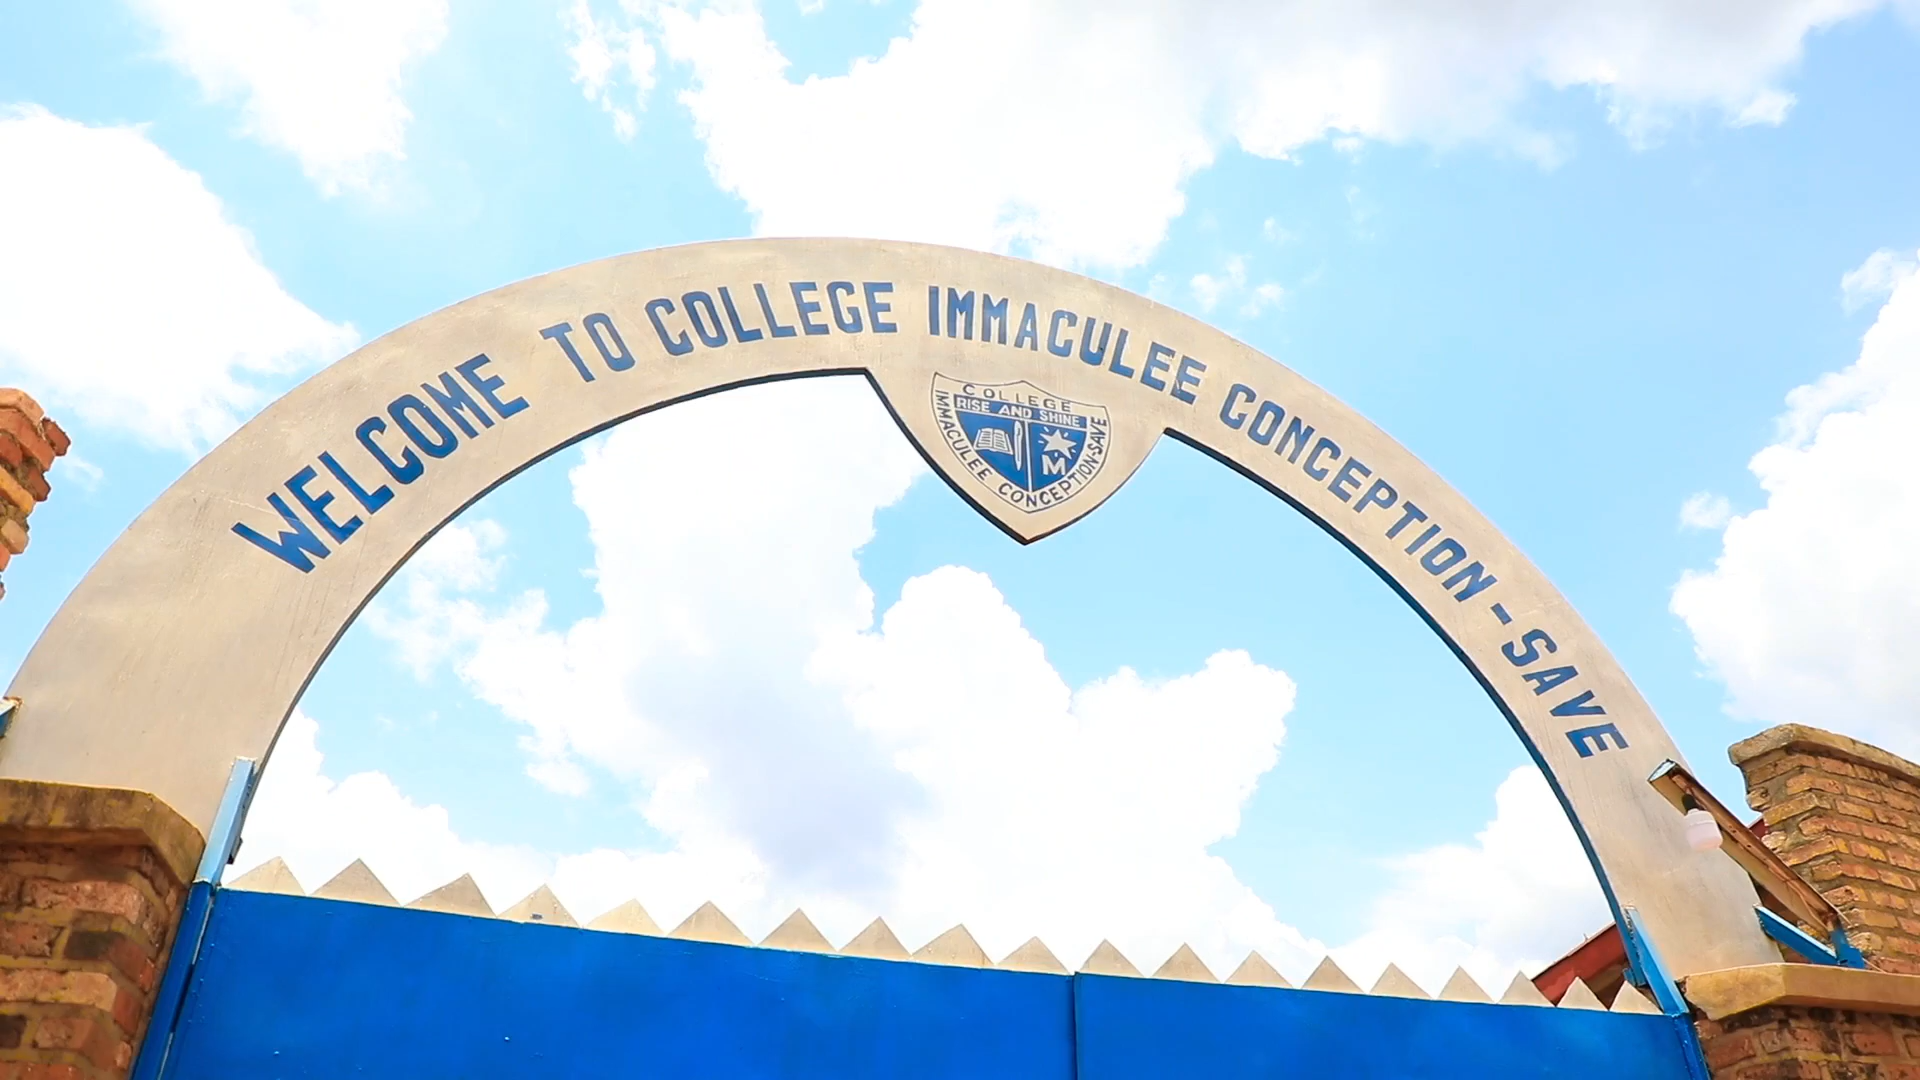 WELCOME TO COLLEGE IMMACULEE CONCEPTION - SAVE
COLLEGE
RISE AND SHINE
M
IMMACULEE CONCEPTION-SAVE